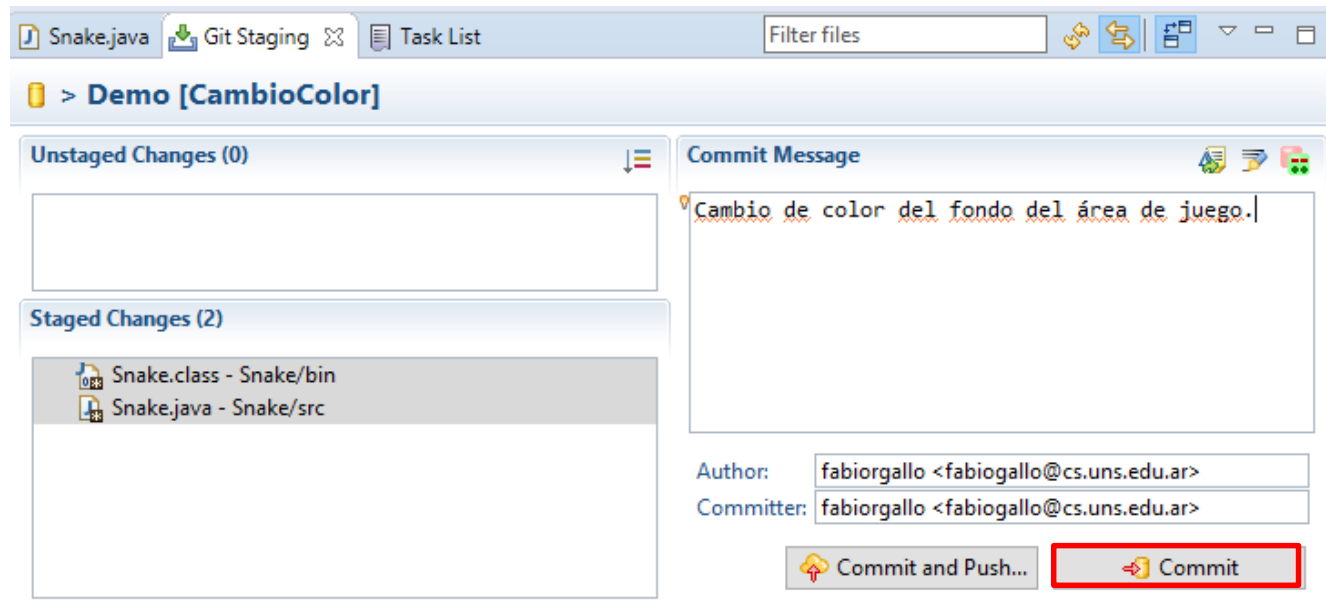 Snake.java Git Staging Task List Filter files
> Demo [CambioColor]
Unstaged Changes (0)
Commit Message
Cambio de color del fondo del área de juego.
Staged Changes (2)
Snake.class - Snake/bin
Snake.java - Snake/src
Author: fabiorgallo <fabiogallo@cs.uns.edu.ar>
Committer: fabiorgallo <fabiogallo@cs.uns.edu.ar>
Commit and Push... Commit